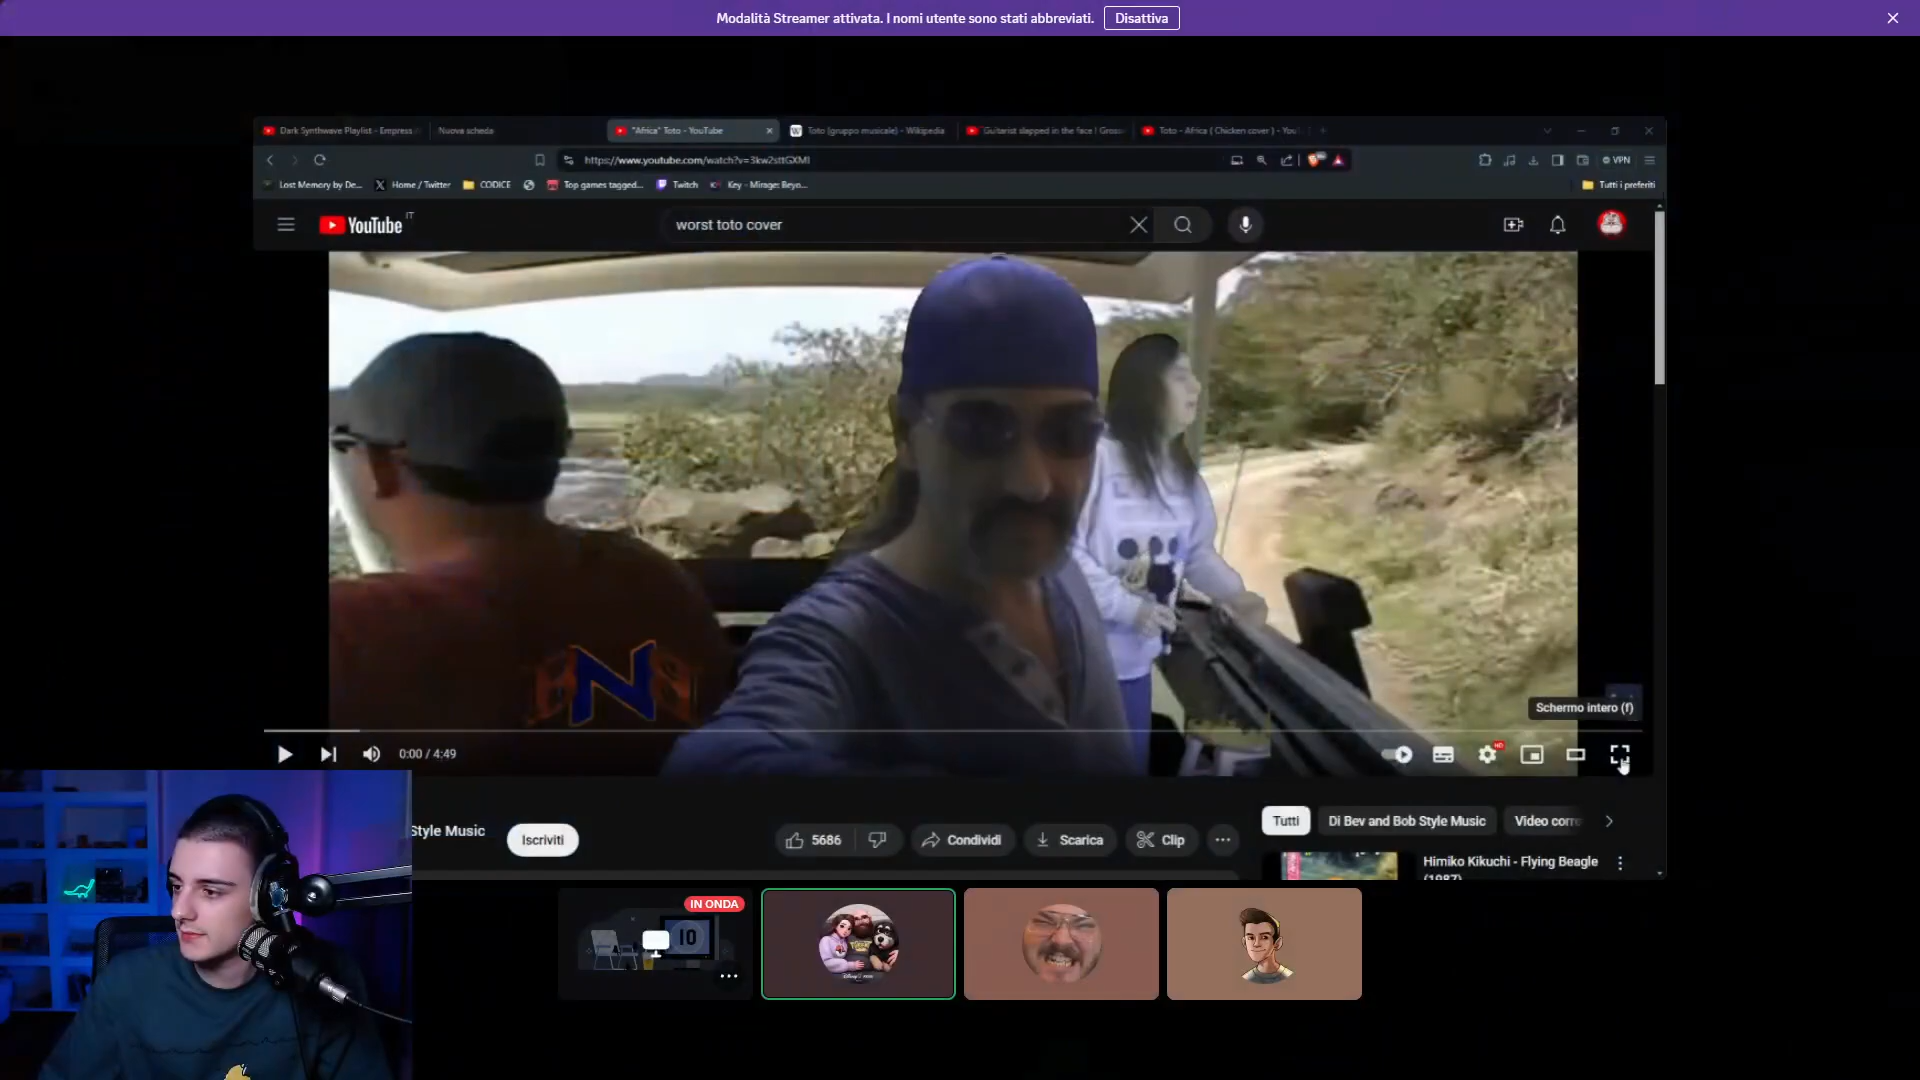 Modalità Streamer attivata. I nomi utente sono stati abbreviati. Disattiva
Dark Synthwave Playlist - Empress
Nuova scheda
"Africa" Toto - YouTube
Toto (gruppo musicale) - Wikipedia
"Guitarist slapped in the face ! Gross
Toto - Africa ( Chicken cover ) - You
https://www.youtube.com/watch?v=3kw2sttGXMI
VPN
Lost Memory by De...
Home / Twitter
CODICE
Top games tagged...
Twitch
Key - Mirage: Beyo...
Tutti i preferiti
YouTube IT
worst toto cover
N
Schermo intero (f)
0:00 / 4:49
HD
Style Music
Iscriviti
5686
Condividi
Scarica
Clip
Tutti
Di Bev and Bob Style Music
Video corre
Himiko Kikuchi - Flying Beagle
(1987)
IN ONDA